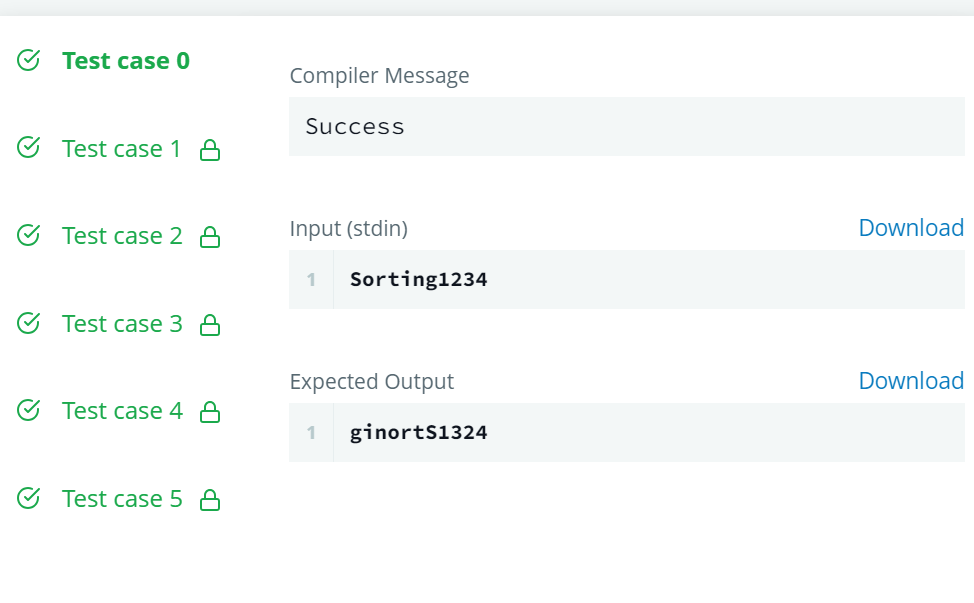 Test case 0
Test case 1
Test case 2
Test case 3
Test case 4
Test case 5
Compiler Message
Success
Input (stdin)
Download
1 Sorting1234
Expected Output
Download
1 ginortS1324